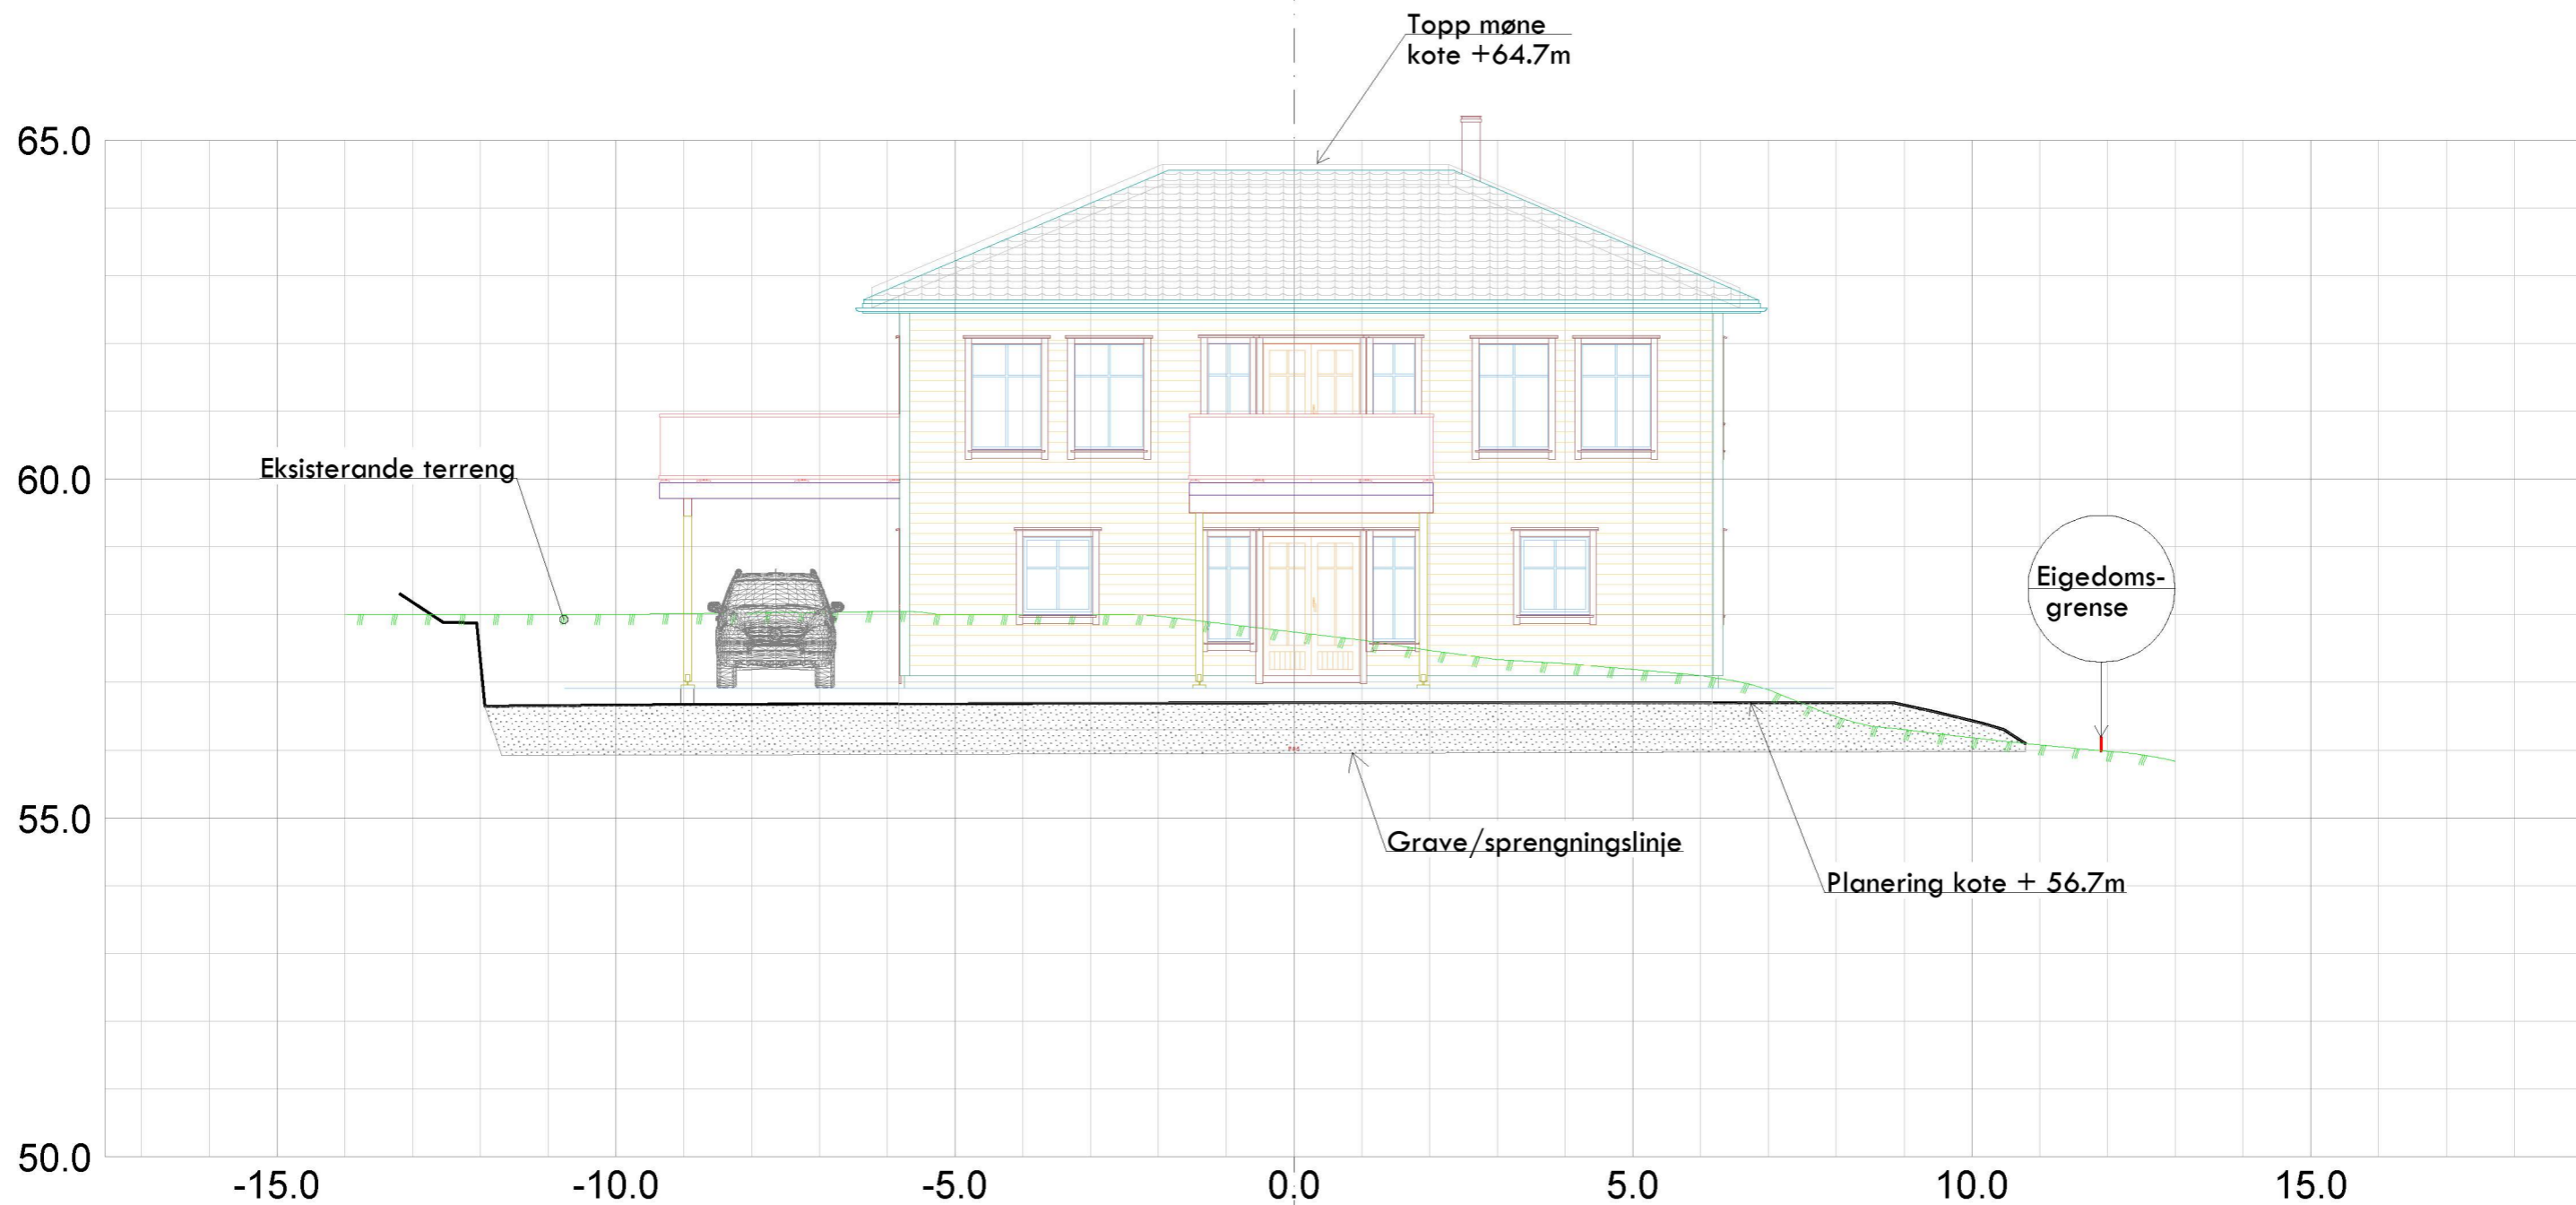 Topp møne
kote +64.7m
65.0
Eksisterande terreng
60.0
Eigedoms-
grense
55.0
Grave/sprengningslinje
Planering kote + 56.7m
50.0
-15.0 -10.0 -5.0 0.0 5.0 10.0 15.0